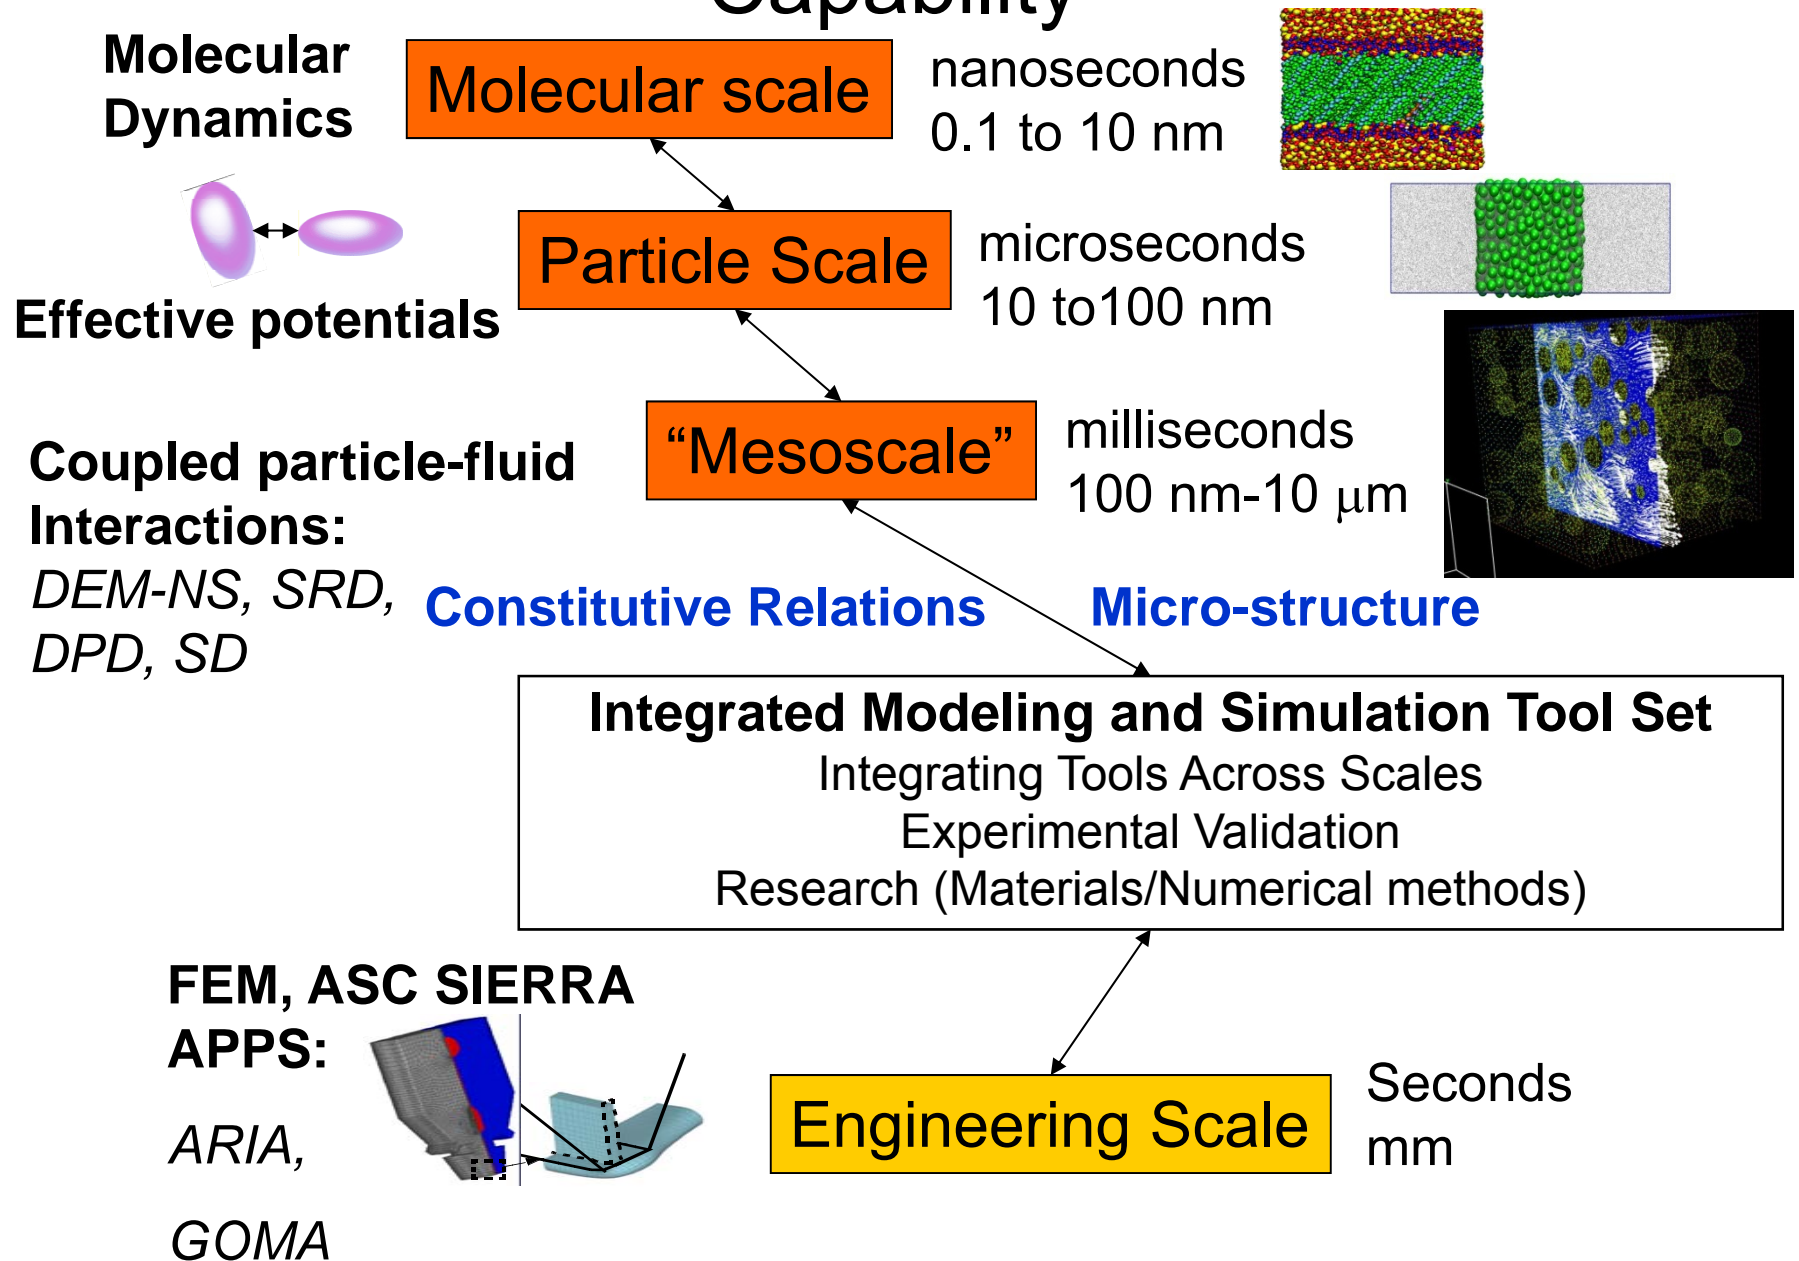 Capability
Molecular
Dynamics
Molecular scale
nanoseconds
0.1 to 10 nm
Effective potentials
Particle Scale
microseconds
10 to100 nm
Coupled particle-fluid
Interactions:
DEM-NS, SRD,
DPD, SD
“Mesoscale”
milliseconds
100 nm-10 μm
Constitutive Relations
Micro-structure
Integrated Modeling and Simulation Tool Set
Integrating Tools Across Scales
Experimental Validation
Research (Materials/Numerical methods)
FEM, ASC SIERRA
APPS:
ARIA,
GOMA
Engineering Scale
Seconds
mm